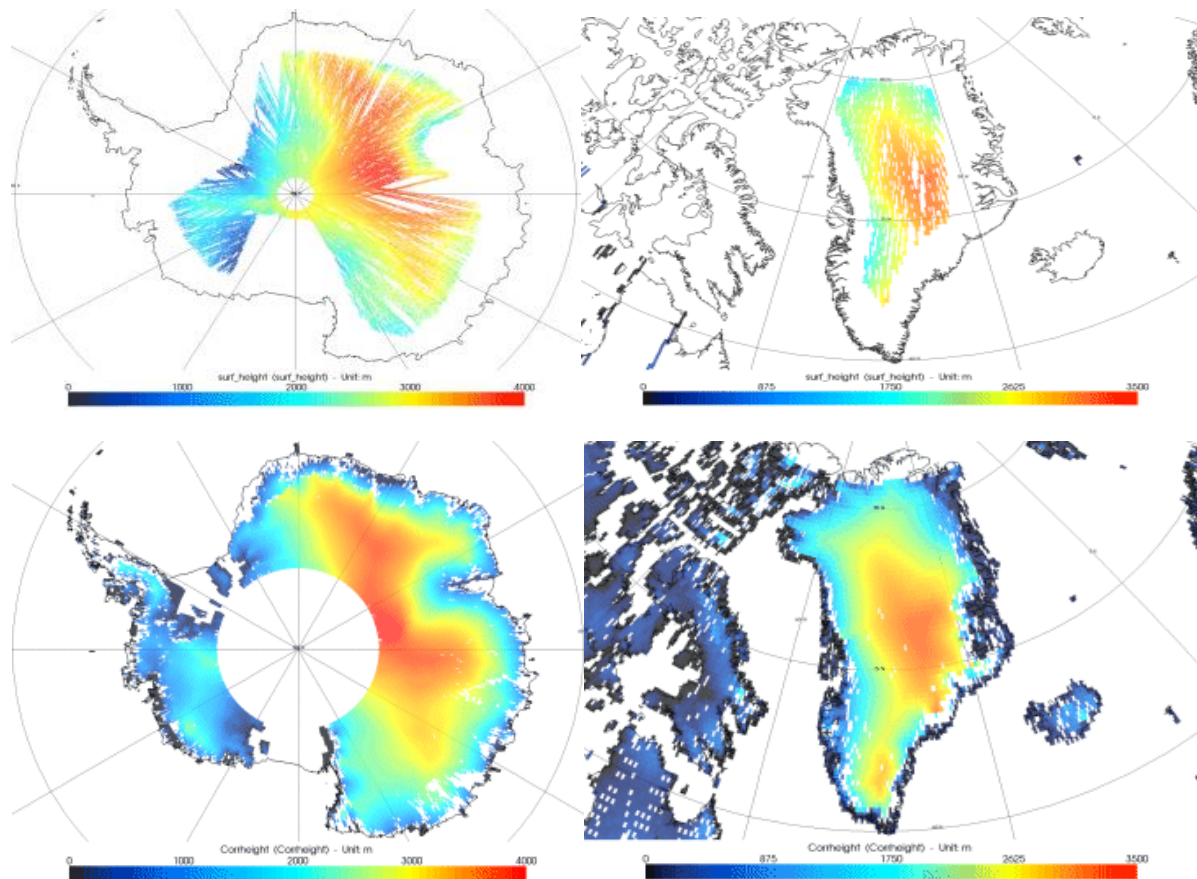 0 1000 2000 3000 4000
surf_height (surf_height) - Unit: m
0 875 1750 2625 3500
surf_height (surf_height) - Unit: m
0 1000 2000 3000 4000
Corrheight (Corrheight) - Unit: m
0 875 1750 2625 3500
Corrheight (Corrheight) - Unit: m